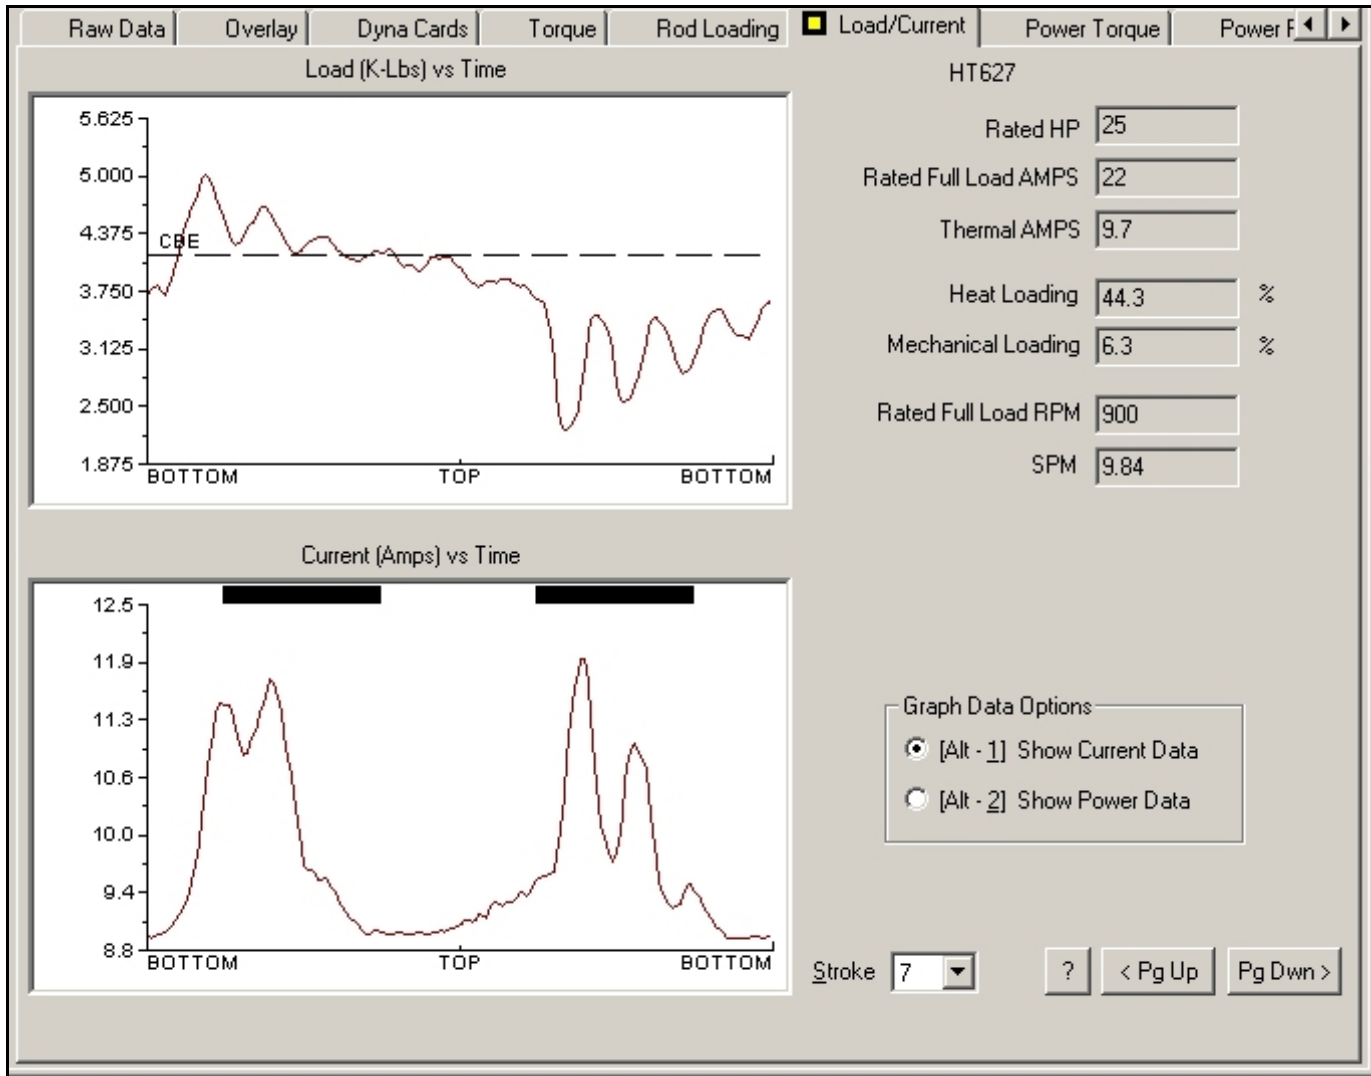 Raw Data Overlay Dyna Cards Torque Rod Loading Load/Current Power Torque Power
Load (K-Lbs) vs Time
5.625
5.000
4.375
3.750
3.125
2.500
1.875
CBE
BOTTOM TOP BOTTOM
HT627
Rated HP 25
Rated Full Load AMPS 22
Thermal AMPS 9.7
Heat Loading 44.3 %
Mechanical Loading 6.3 %
Rated Full Load RPM 900
SPM 9.84
Current (Amps) vs Time
12.5
11.9
11.3
10.6
10.0
9.4
8.8
BOTTOM TOP BOTTOM
Graph Data Options
[Alt - 1] Show Current Data
[Alt - 2] Show Power Data
Stroke 7 ? < Pg Up Pg Dwn >